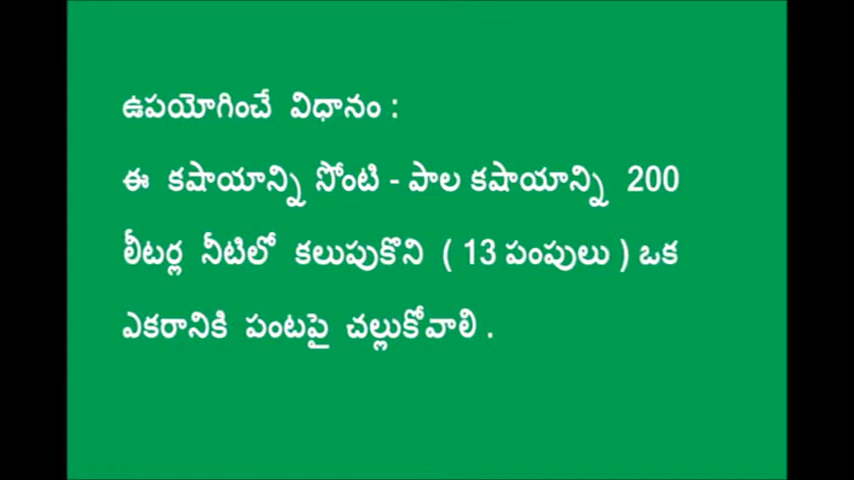 ఉపయోగించే విధానం :
ఈ కషాయాన్ని సోంటి - పాల కషాయాన్ని 200
లీటర్ల నీటిలో కలుపుకొని ( 13 పంపులు ) ఒక
ఎకరానికి పంటపై చల్లుకోవాలి .